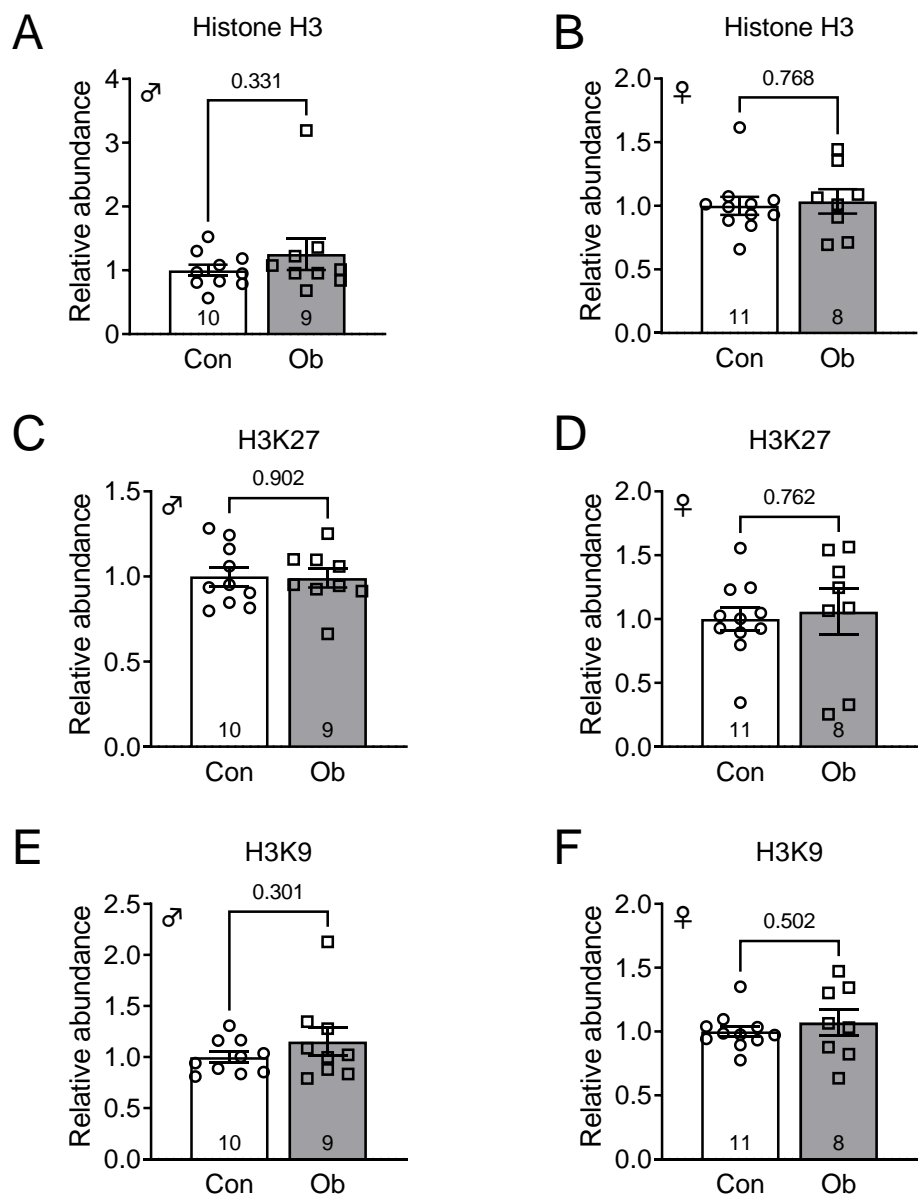 A
Histone H3
♂
0.331
Relative abundance
4
3
2
1
0
10
9
Con
Ob
B
Histone H3
♀
0.768
Relative abundance
2.0
1.5
1.0
0.5
0.0
11
8
Con
Ob
C
H3K27
♂
0.902
Relative abundance
1.5
1.0
0.5
0.0
10
9
Con
Ob
D
H3K27
♀
0.762
Relative abundance
2.0
1.5
1.0
0.5
0.0
11
8
Con
Ob
E
H3K9
♂
0.301
Relative abundance
2.5
2.0
1.5
1.0
0.5
0.0
10
9
Con
Ob
F
H3K9
♀
0.502
Relative abundance
2.0
1.5
1.0
0.5
0.0
11
8
Con
Ob